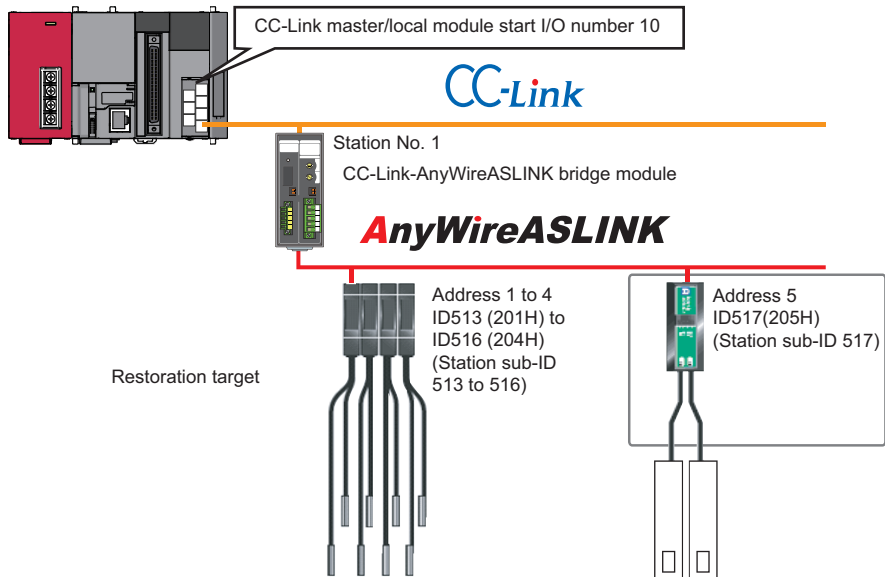 CC-Link master/local module start I/O number 10
CC-Link
Station No. 1
CC-Link-AnyWireASLINK bridge module
AnyWireASLINK
Address 1 to 4
ID513 (201H) to
ID516 (204H)
(Station sub-ID
513 to 516)
Address 5
ID517(205H)
(Station sub-ID 517)
Restoration target